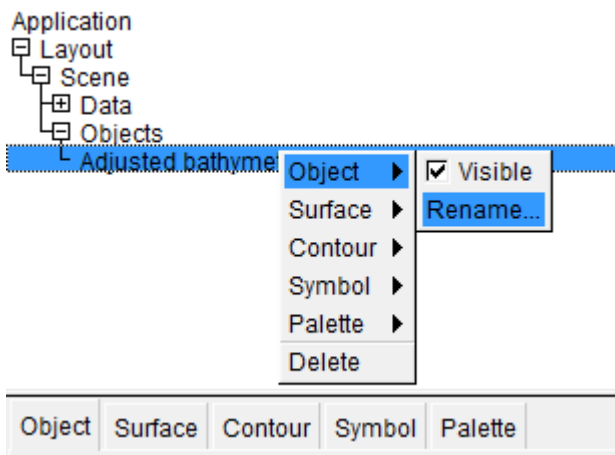 Application
Layout
Scene
Data
Objects
Adjusted
Object
Visible
Surface
Rename...
Contour
Symbol
Palette
Delete
Object Surface Contour Symbol Palette